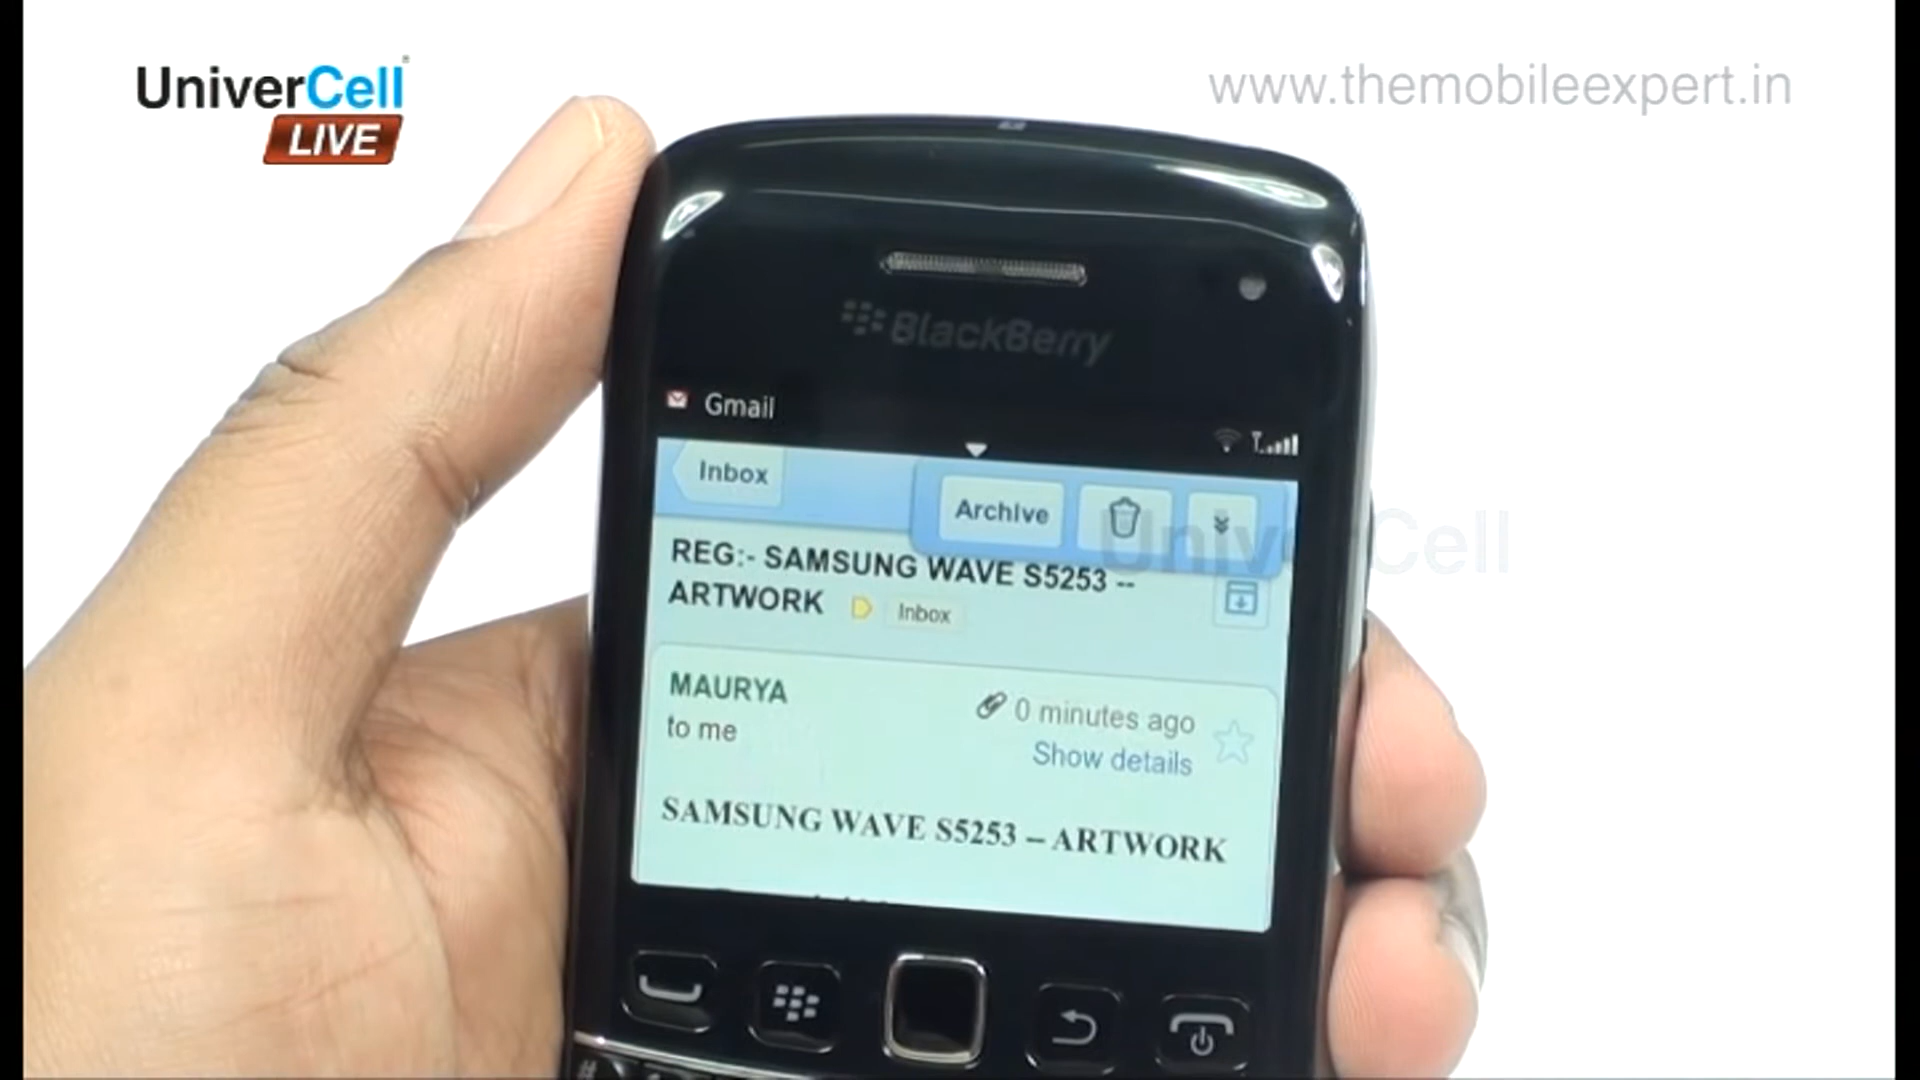 UniverCell
LIVE
www.themobileexpert.in
BlackBerry
Gmail
Inbox
Archive
REG:- SAMSUNG WAVE S5253 --
ARTWORK
Inbox
MAURYA
0 minutes ago
to me
Show details
SAMSUNG WAVE S5253 – ARTWORK
UniverCell